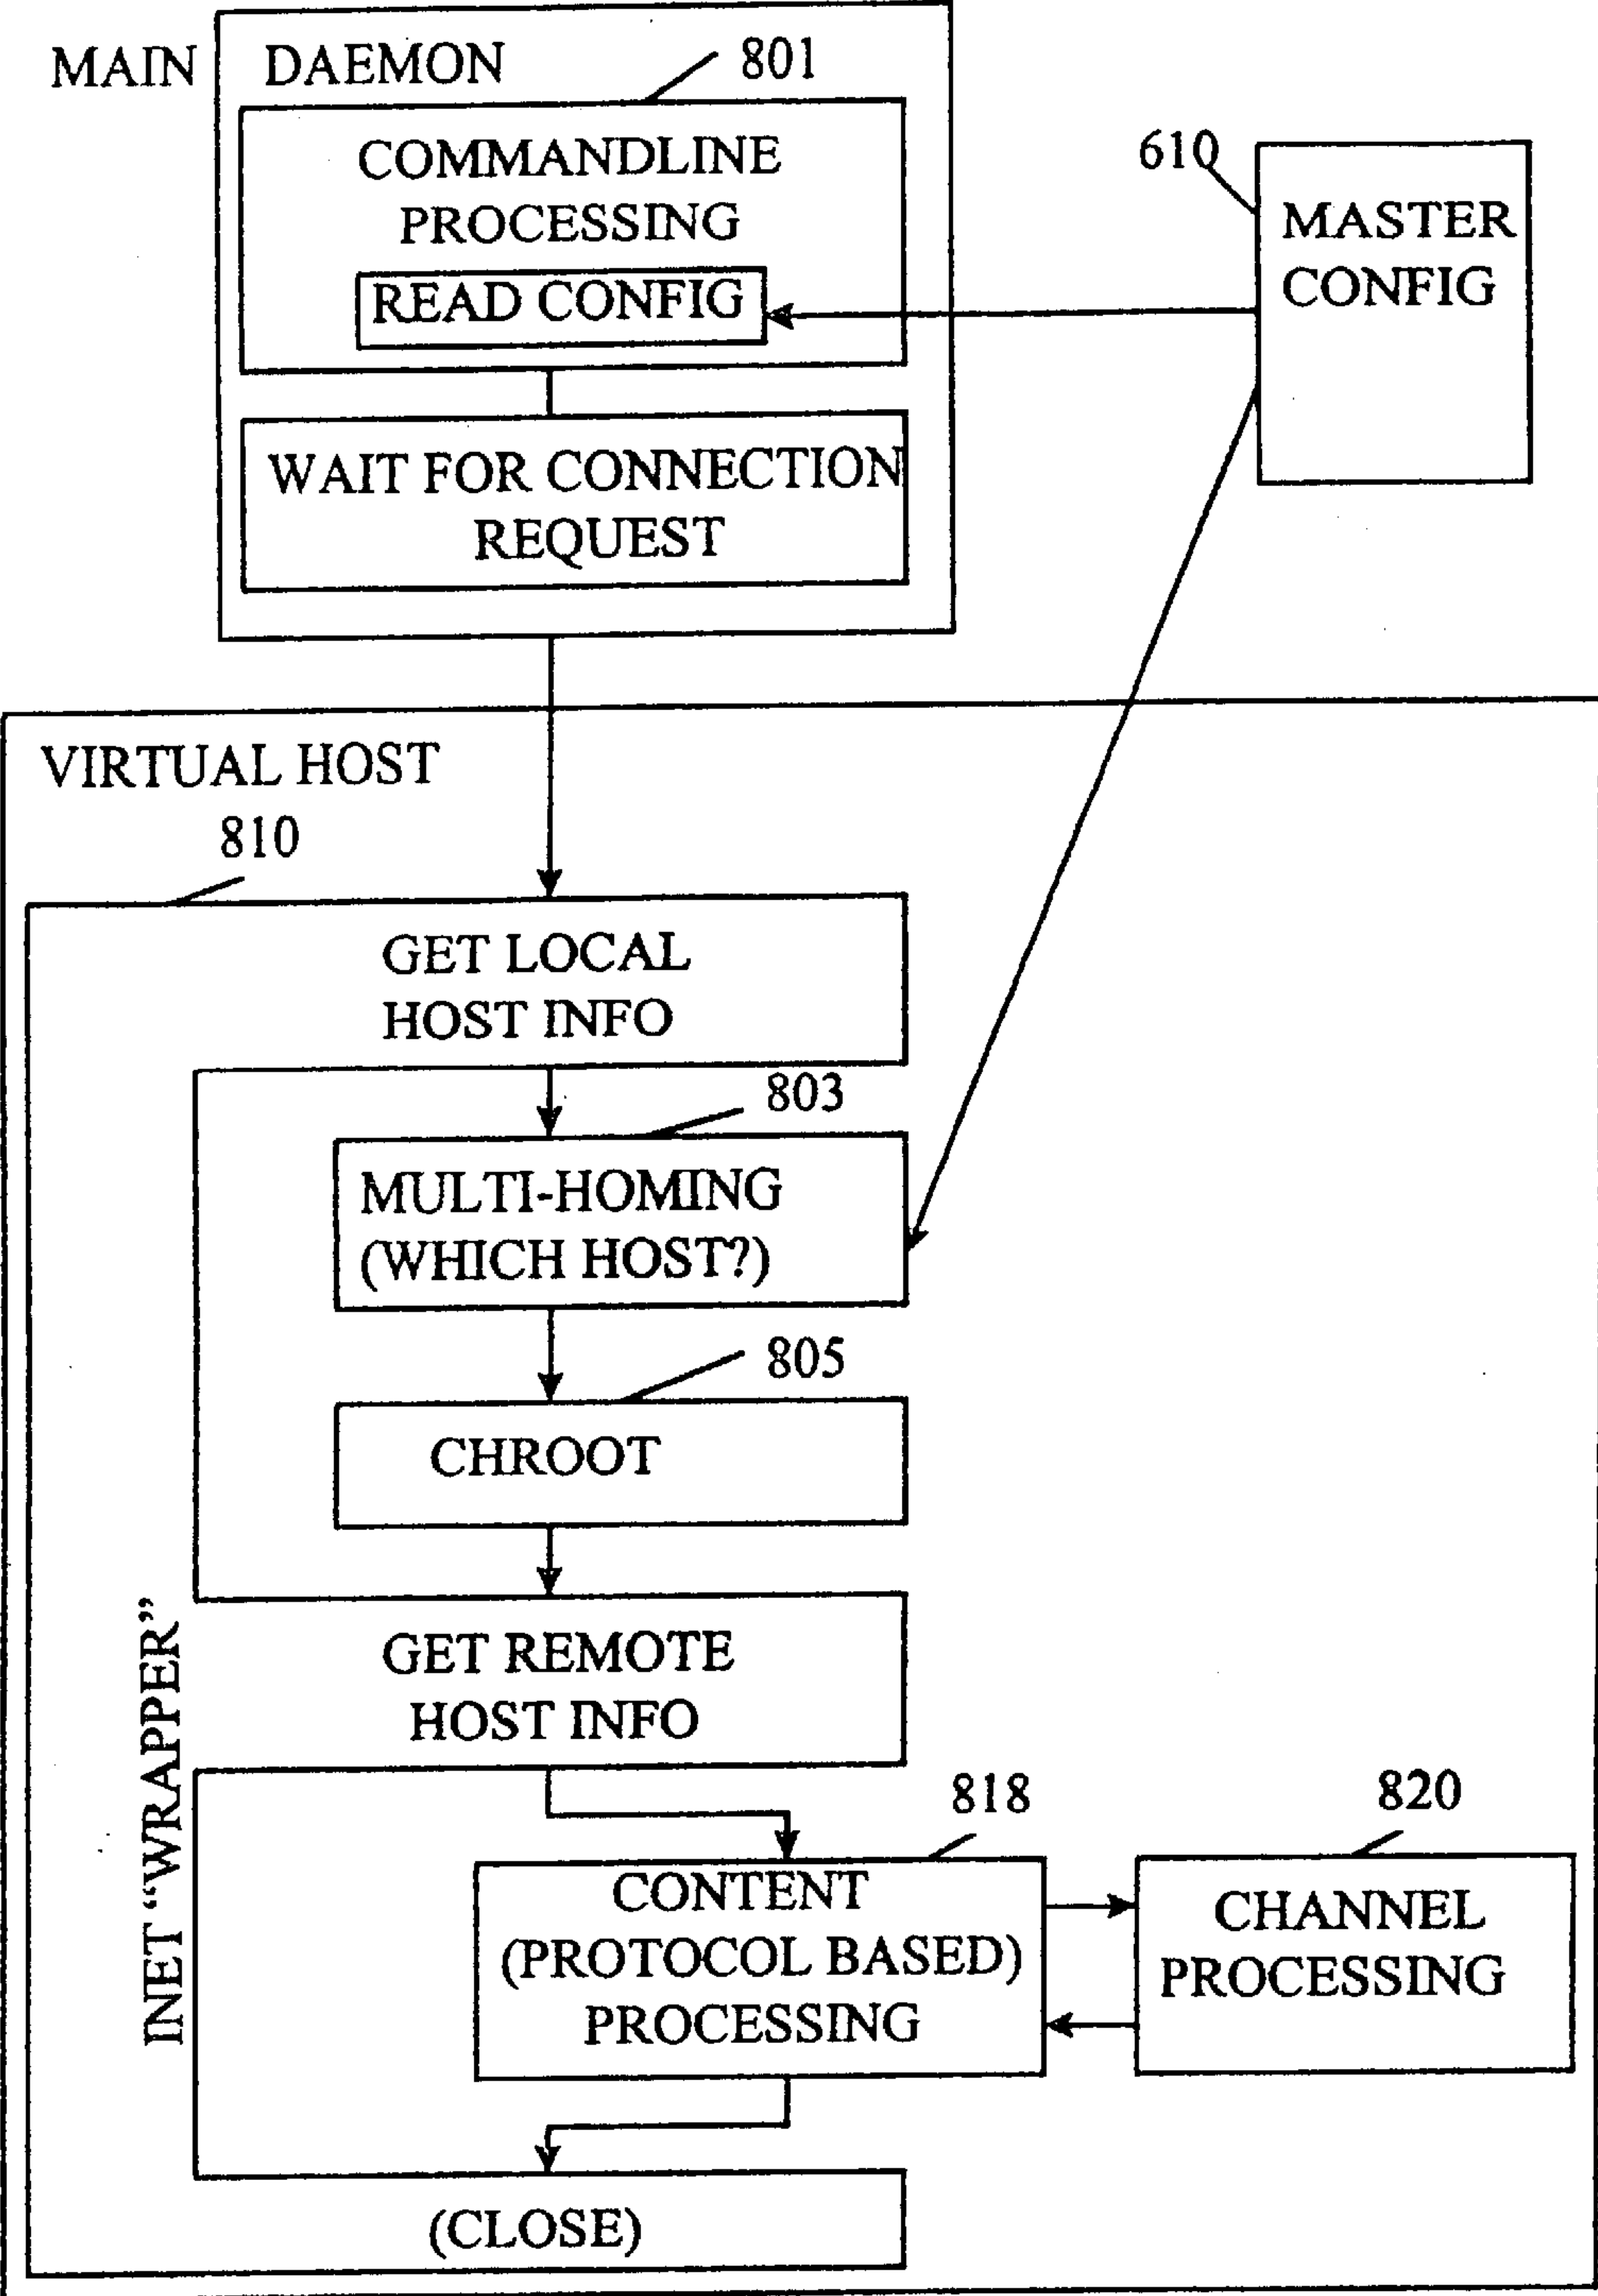 MAIN
DAEMON
801
COMMANDLINE
PROCESSING
READ CONFIG
610
MASTER
CONFIG
WAIT FOR CONNECTION
REQUEST
VIRTUAL HOST
810
GET LOCAL
HOST INFO
803
MULTI-HOMING
(WHICH HOST?)
805
CHROOT
GET REMOTE
HOST INFO
INET “WRAPPER”
818
820
CONTENT
(PROTOCOL BASED)
PROCESSING
CHANNEL
PROCESSING
(CLOSE)